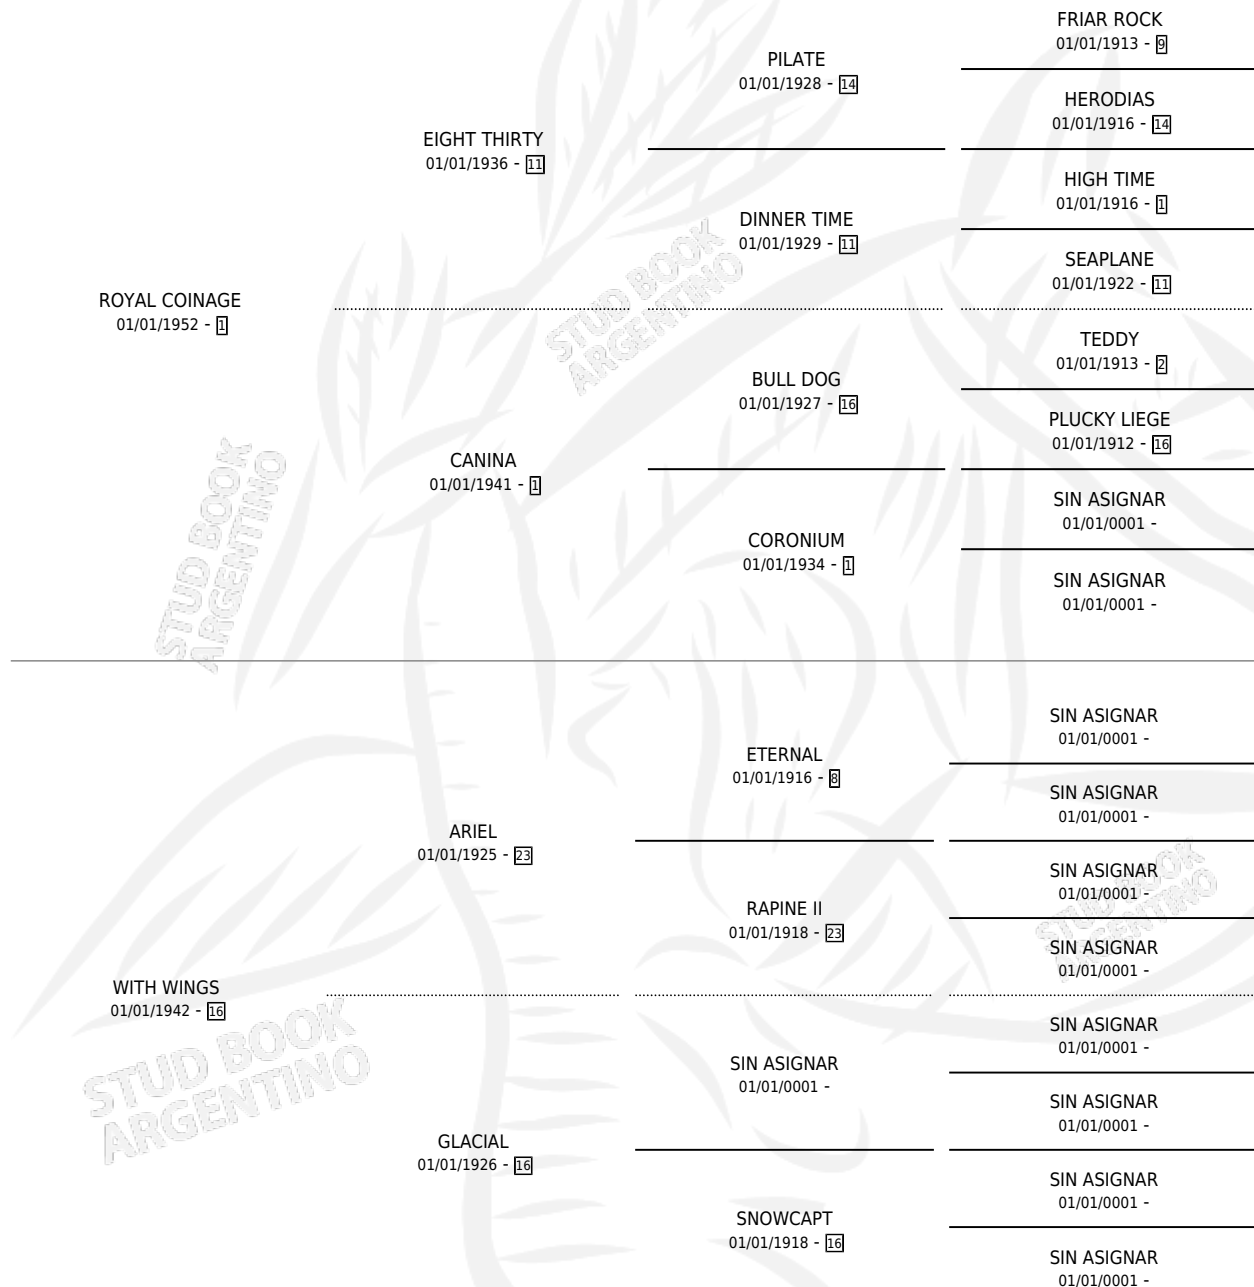 FRIAR ROCK
01/01/1913 - 9
PILATE
01/01/1928 - 14
HERODIAS
01/01/1916 - 14
EIGHT THIRTY
01/01/1936 - 11
HIGH TIME
01/01/1916 - 1
DINNER TIME
01/01/1929 - 11
SEAPLANE
01/01/1922 - 11
ROYAL COINAGE
01/01/1952 - 1
TEDDY
01/01/1913 - 2
BULL DOG
01/01/1927 - 16
PLUCKY LIEGE
01/01/1912 - 16
CANINA
01/01/1941 - 1
SIN ASIGNAR
01/01/0001 -
CORONIUM
01/01/1934 - 1
SIN ASIGNAR
01/01/0001 -
SIN ASIGNAR
01/01/0001 -
ETERNAL
01/01/1916 - 8
SIN ASIGNAR
01/01/0001 -
ARIEL
01/01/1925 - 23
SIN ASIGNAR
01/01/0001 -
RAPINE II
01/01/1918 - 23
SIN ASIGNAR
01/01/0001 -
WITH WINGS
01/01/1942 - 16
SIN ASIGNAR
01/01/0001 -
SIN ASIGNAR
01/01/0001 -
SIN ASIGNAR
01/01/0001 -
GLACIAL
01/01/1926 - 16
SIN ASIGNAR
01/01/0001 -
SNOWCAPT
01/01/1918 - 16
SIN ASIGNAR
01/01/0001 -
STUD BOOK
ARGENTINO
STUD BOOK
ARGENTINO
STUD BOOK
ARGENTINO
STUD BOOK
ARGENTINO